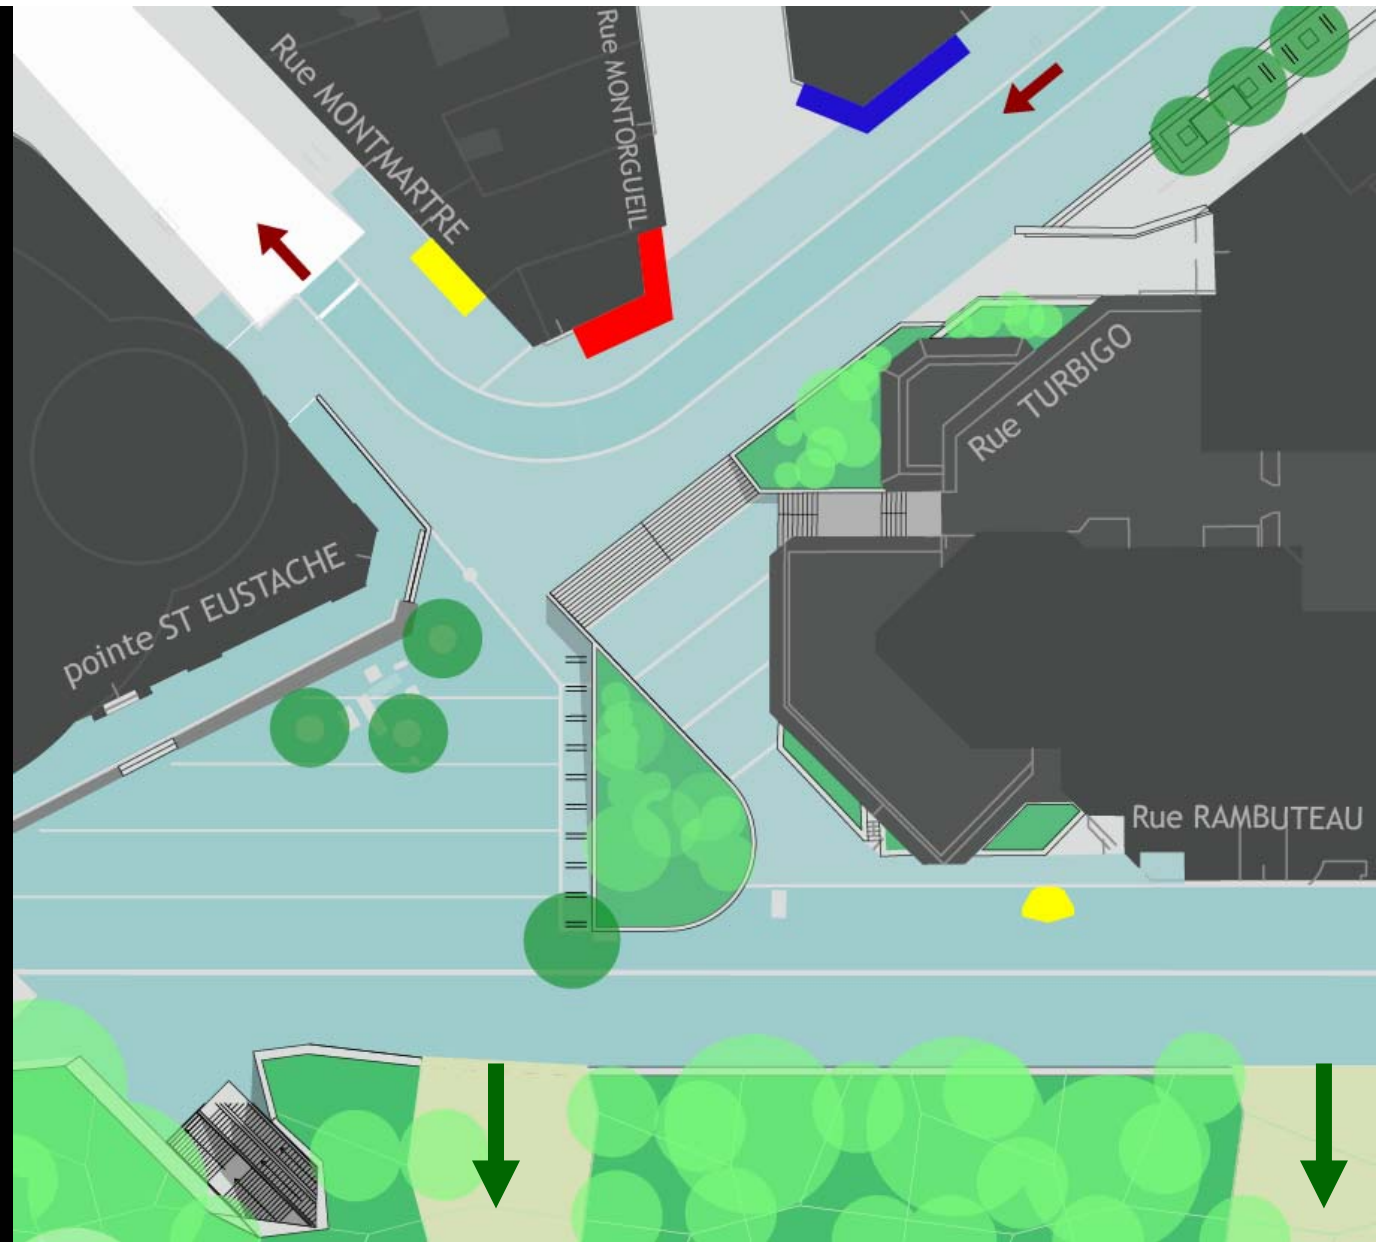 Rue MONTMARTRE
Rue MONTORGUEIL
Rue TURBIGO
pointe ST EUSTACHE
Rue RAMBUTEAU